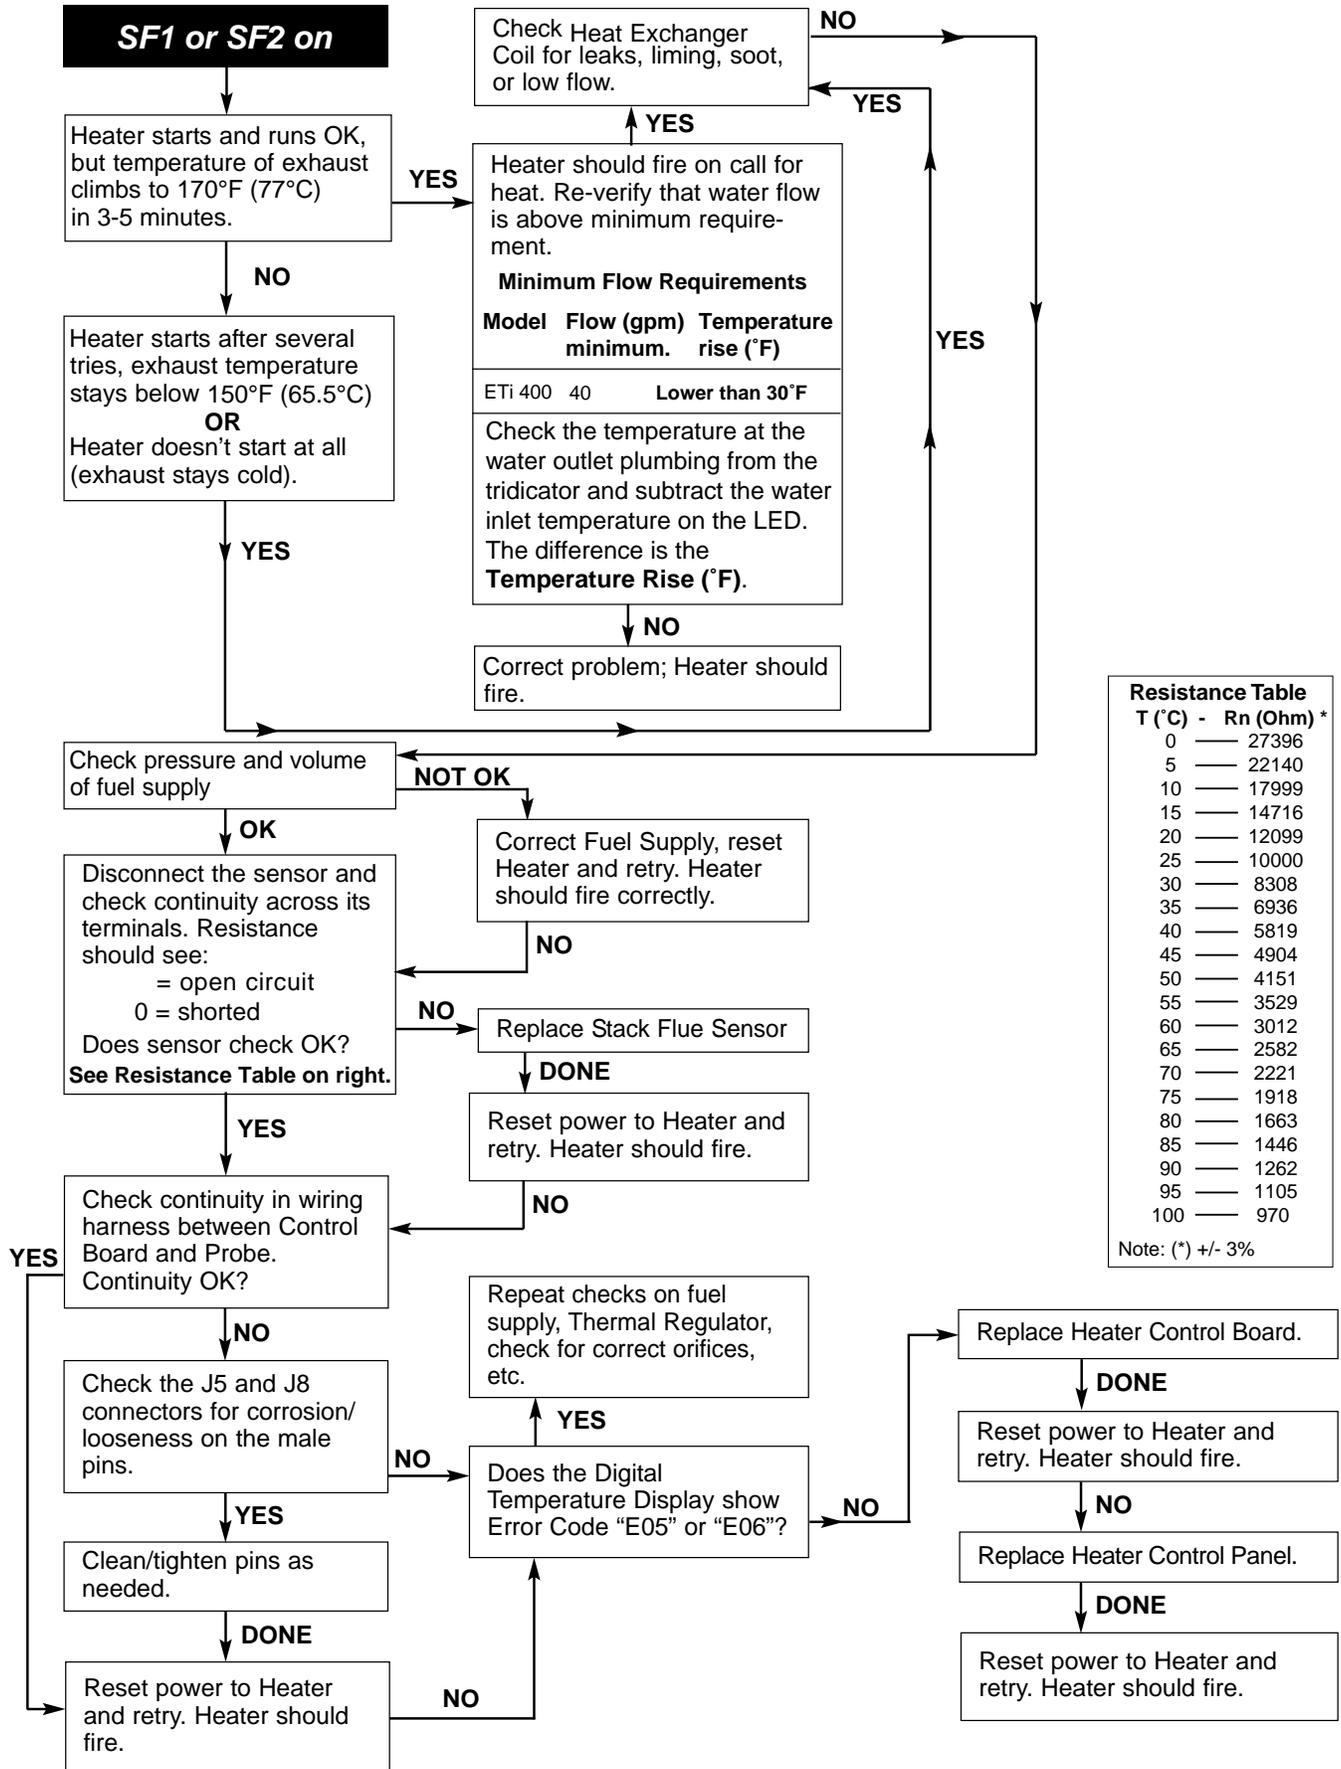 SF1 or SF2 on
Heater starts and runs OK,
but temperature of exhaust
climbs to 170°F (77°C)
in 3-5 minutes.
YES
NO
Heater starts after several
tries, exhaust temperature
stays below 150°F (65.5°C)
OR
Heater doesn't start at all
(exhaust stays cold).
YES
Check Heat Exchanger
Coil for leaks, liming, soot,
or low flow.
NO
YES
YES
YES
Heater should fire on call for
heat. Re-verify that water flow
is above minimum require-
ment.
Minimum Flow Requirements
Model Flow (gpm) Temperature
minimum. rise (˚F)
ETi 400 40 Lower than 30˚F
Check the temperature at the
water outlet plumbing from the
tridicator and subtract the water
inlet temperature on the LED.
The difference is the
Temperature Rise (˚F).
NO
Correct problem; Heater should
fire.
Check pressure and volume
of fuel supply
NOT OK
OK
Correct Fuel Supply, reset
Heater and retry. Heater
should fire correctly.
NO
Disconnect the sensor and
check continuity across its
terminals. Resistance
should see:
= open circuit
0 = shorted
Does sensor check OK?
See Resistance Table on right.
NO
Replace Stack Flue Sensor
DONE
Reset power to Heater and
retry. Heater should fire.
NO
YES
Check continuity in wiring
harness between Control
Board and Probe.
Continuity OK?
YES
NO
Check the J5 and J8
connectors for corrosion/
looseness on the male
pins.
NO
YES
Clean/tighten pins as
needed.
DONE
Reset power to Heater
and retry. Heater should
fire.
NO
Repeat checks on fuel
supply, Thermal Regulator,
check for correct orifices,
etc.
YES
Does the Digital
Temperature Display show
Error Code “E05” or “E06”?
NO
Replace Heater Control Board.
DONE
Reset power to Heater and
retry. Heater should fire.
NO
Replace Heater Control Panel.
DONE
Reset power to Heater and
retry. Heater should fire.
Resistance Table
T (˚C) - Rn (Ohm) *
0 — 27396
5 — 22140
10 — 17999
15 — 14716
20 — 12099
25 — 10000
30 — 8308
35 — 6936
40 — 5819
45 — 4904
50 — 4151
55 — 3529
60 — 3012
65 — 2582
70 — 2221
75 — 1918
80 — 1663
85 — 1446
90 — 1262
95 — 1105
100 — 970
Note: (*) +/- 3%